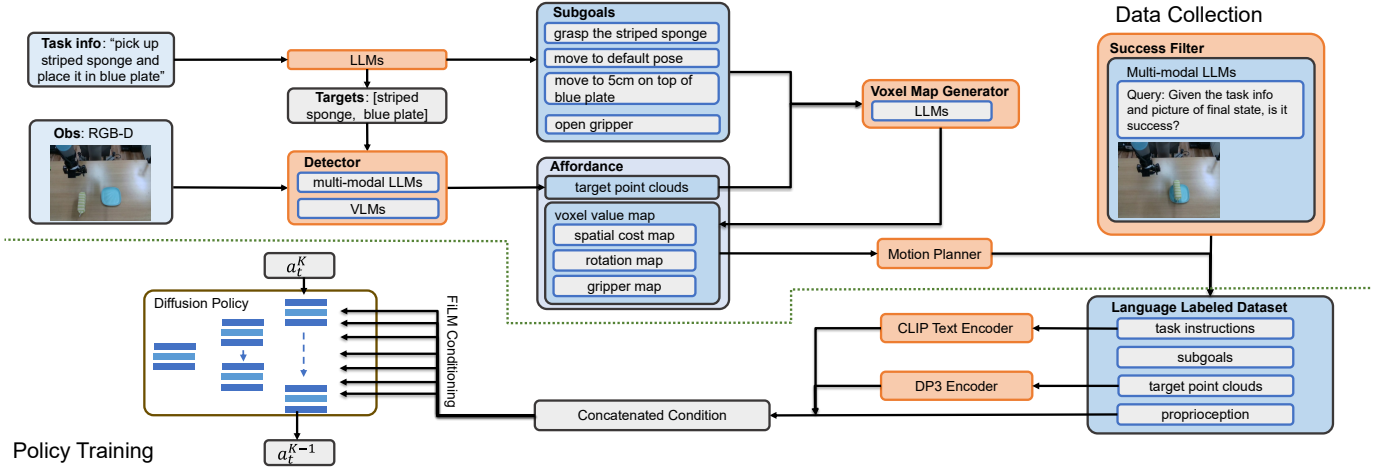 Data Collection
Task info: “pick up
striped sponge and
place it in blue plate”
LLMs
Targets: [striped
sponge, blue plate]
Obs: RGB-D
Detector
multi-modal LLMs
VLMs
Subgoals
grasp the striped sponge
move to default pose
move to 5cm on top of
blue plate
open gripper
Affordance
target point clouds
voxel value map
spatial cost map
rotation map
gripper map
Voxel Map Generator
LLMs
Motion Planner
Success Filter
Multi-modal LLMs
Query: Given the task info
and picture of final state, is it
success?
Language Labeled Dataset
task instructions
subgoals
target point clouds
proprioception
CLIP Text Encoder
DP3 Encoder
Concatenated Condition
FiLM Conditioning
$a_t^K$
Diffusion Policy
$a_t^{K-1}$
Policy Training